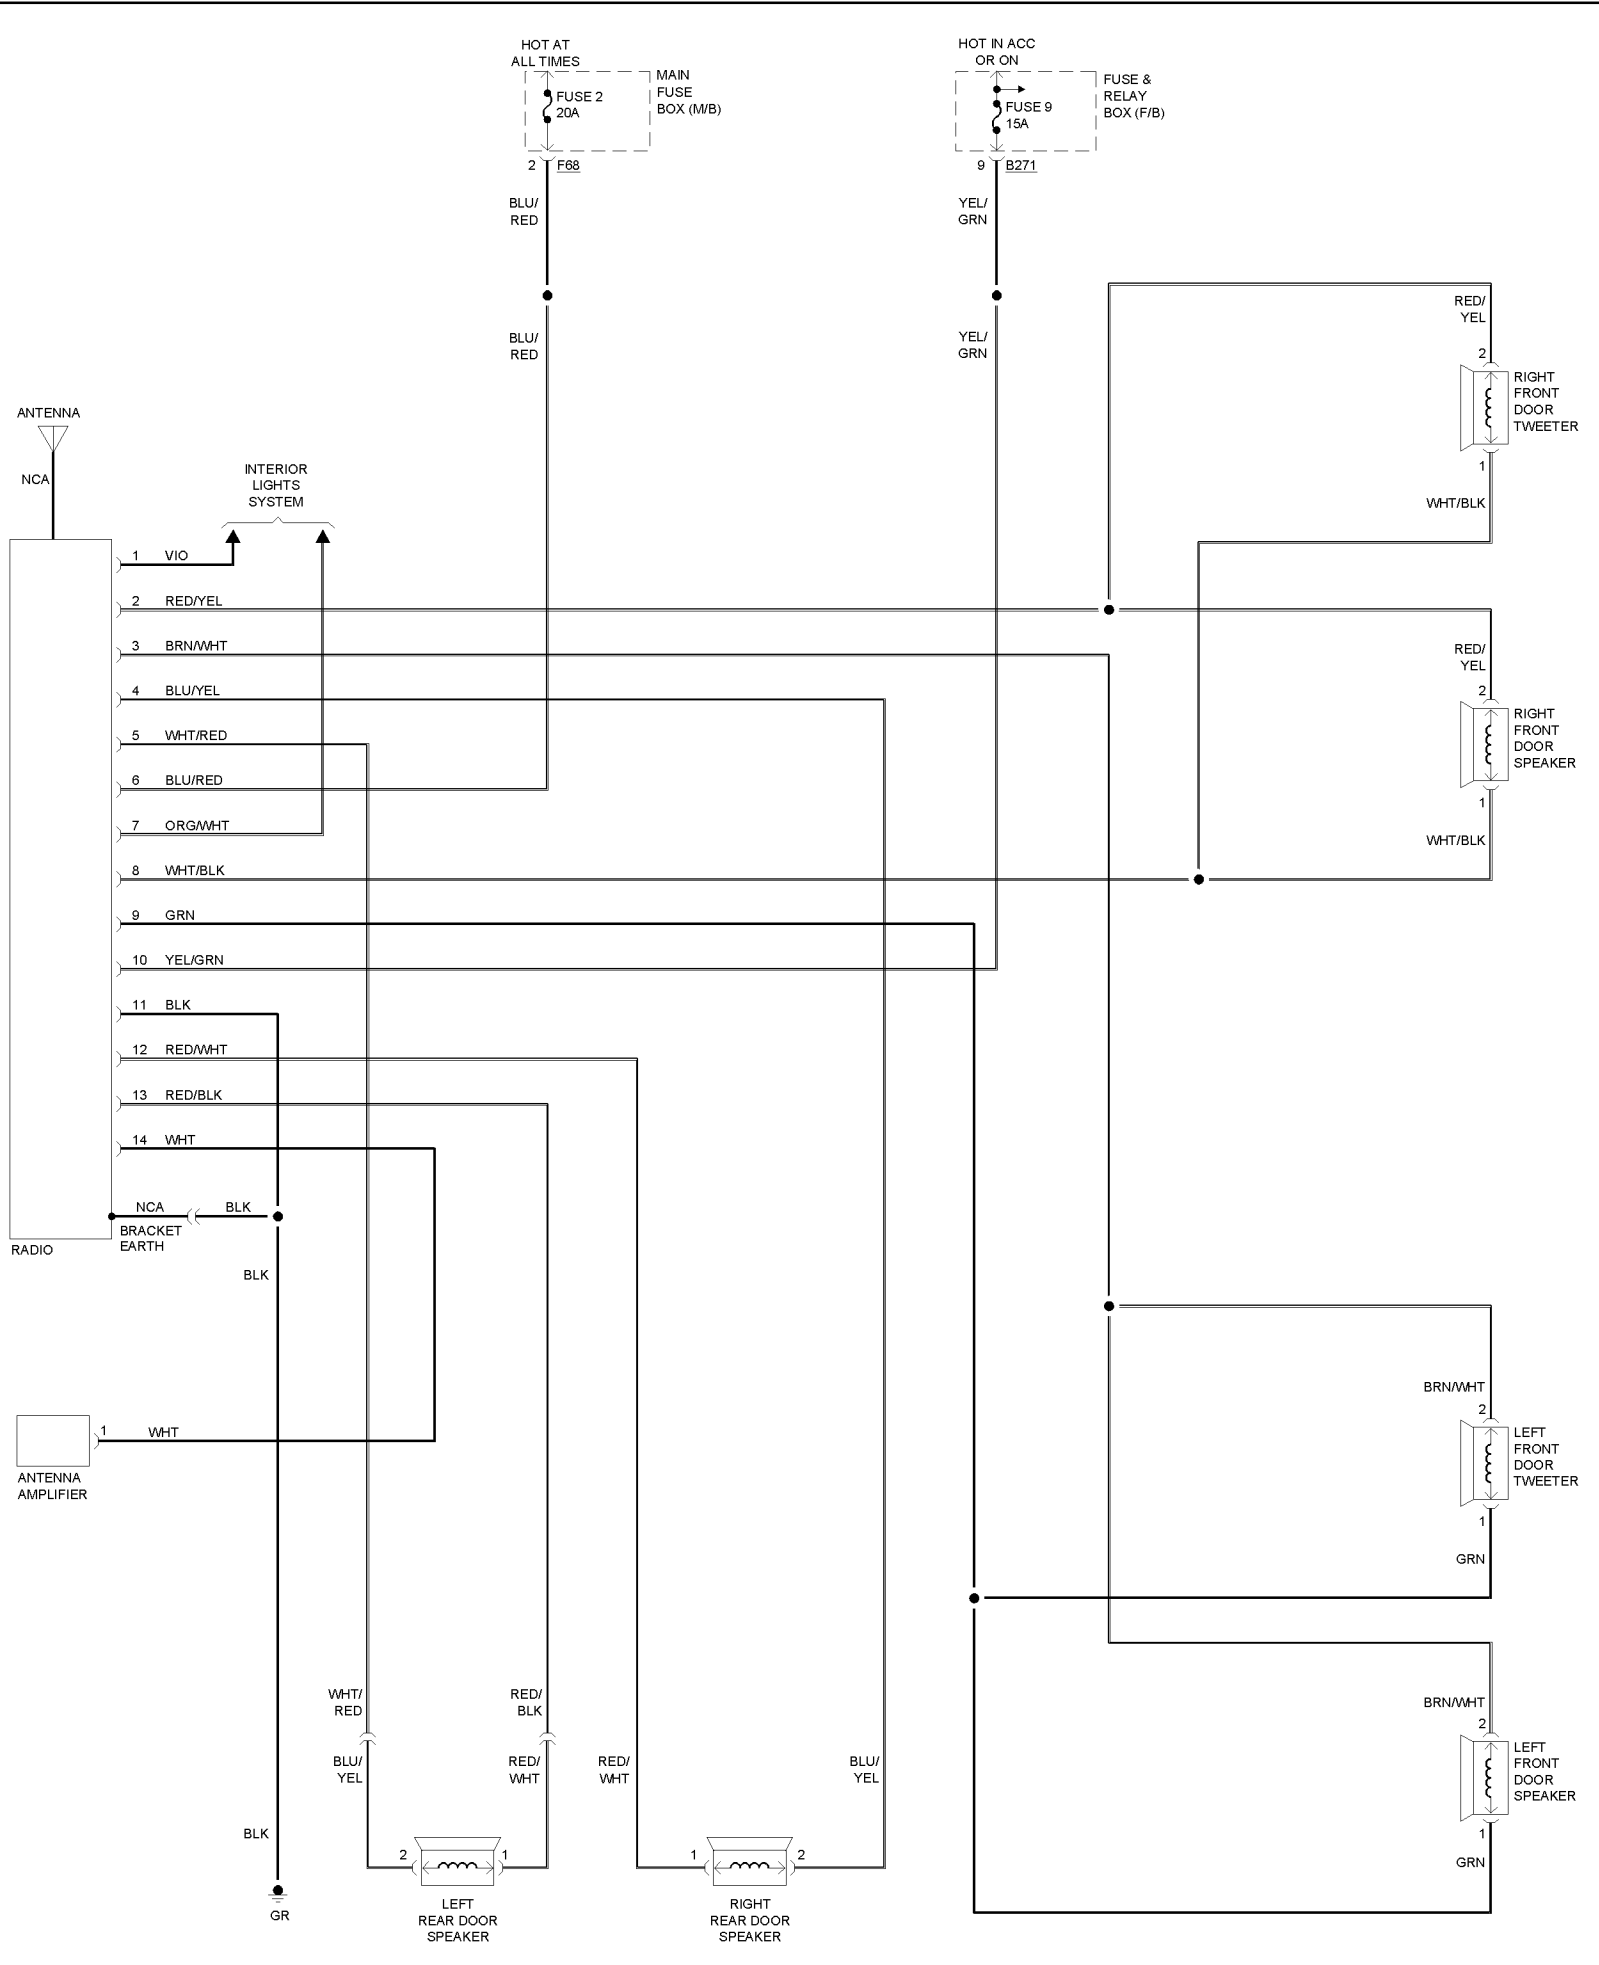 HOT AT
ALL TIMES
MAIN
FUSE
BOX (M/B)
FUSE 2
20A
2 F68
BLU/
RED
BLU/
RED
HOT IN ACC
OR ON
FUSE &
RELAY
BOX (F/B)
FUSE 9
15A
9 B271
YEL/
GRN
YEL/
GRN
RED/
YEL
2
RIGHT
FRONT
DOOR
TWEETER
1
WHT/BLK
ANTENNA
NCA
INTERIOR
LIGHTS
SYSTEM
1 VIO
2 RED/YEL
3 BRN/WHT
4 BLU/YEL
5 WHT/RED
6 BLU/RED
7 ORG/WHT
8 WHT/BLK
9 GRN
10 YEL/GRN
11 BLK
12 RED/WHT
13 RED/BLK
14 WHT
NCA BLK
BRACKET
EARTH
RADIO
BLK
RED/
YEL
2
RIGHT
FRONT
DOOR
SPEAKER
1
WHT/BLK
1 WHT
ANTENNA
AMPLIFIER
BRN/WHT
2
LEFT
FRONT
DOOR
TWEETER
1
GRN
BRN/WHT
2
LEFT
FRONT
DOOR
SPEAKER
1
GRN
WHT/
RED
RED/
BLK
BLU/
YEL
RED/
WHT
RED/
WHT
BLU/
YEL
BLK
GR
2 1
LEFT
REAR DOOR
SPEAKER
1 2
RIGHT
REAR DOOR
SPEAKER